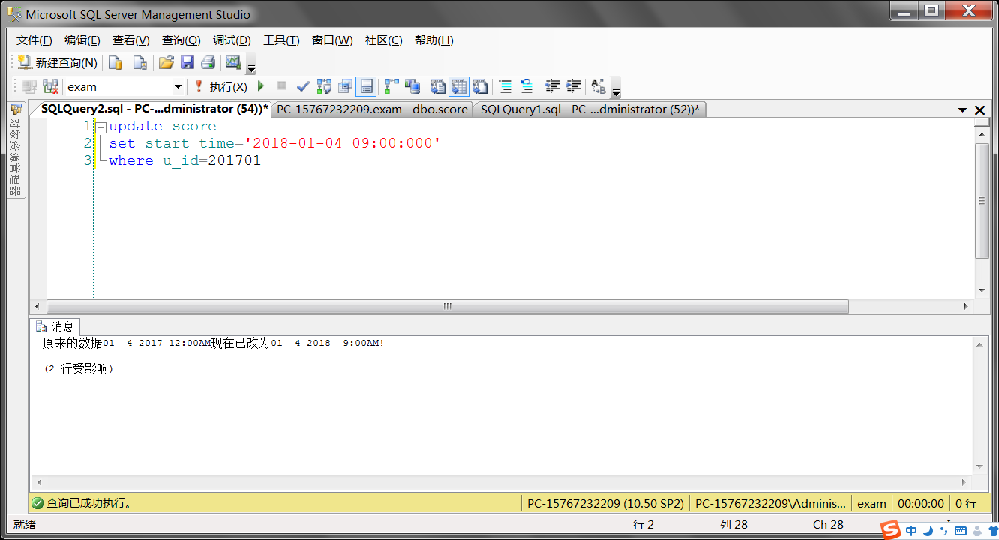 Microsoft SQL Server Management Studio
文件(F) 编辑(E) 查看(V) 查询(Q) 调试(D) 工具(T) 窗口(W) 社区(C) 帮助(H)
新建查询(N)
exam 执行(X)
SQLQuery2.sql - PC-...dministrator (54))* PC-15767232209.exam - dbo.score SQLQuery1.sql - PC-...dministrator (52))*
对象资源管理器
1 update score
2 set start_time='2018-01-04 09:00:000'
3 where u_id=201701
消息
原来的数据01  4 2017 12:00AM现在已改为01  4 2018  9:00AM!
(2 行受影响)
查询已成功执行。 PC-15767232209 (10.50 SP2) PC-15767232209\Adminis... exam 00:00:00 0 行
就绪 行 2 列 28 Ch 28
S 中